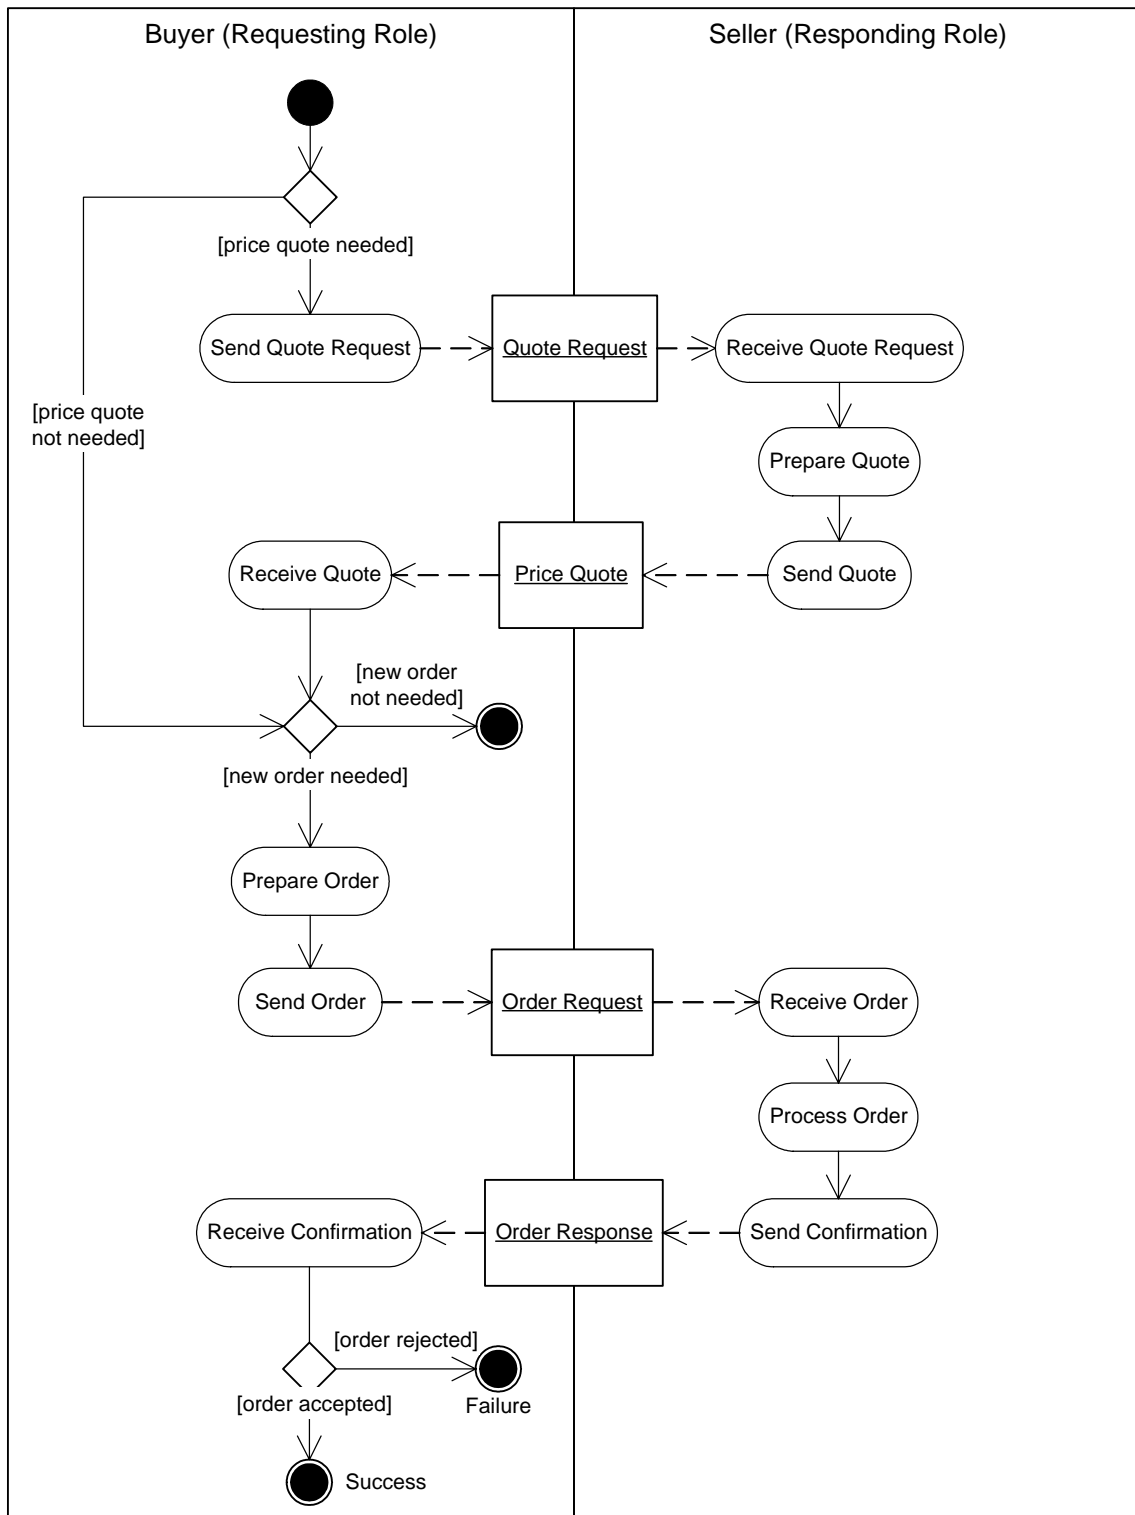 Buyer (Requesting Role)
Seller (Responding Role)
[price quote needed]
Send Quote Request
Quote Request
Receive Quote Request
[price quote
not needed]
Prepare Quote
Receive Quote
Price Quote
Send Quote
[new order
not needed]
[new order needed]
Prepare Order
Send Order
Order Request
Receive Order
Process Order
Receive Confirmation
Order Response
Send Confirmation
[order rejected]
[order accepted]
Failure
Success